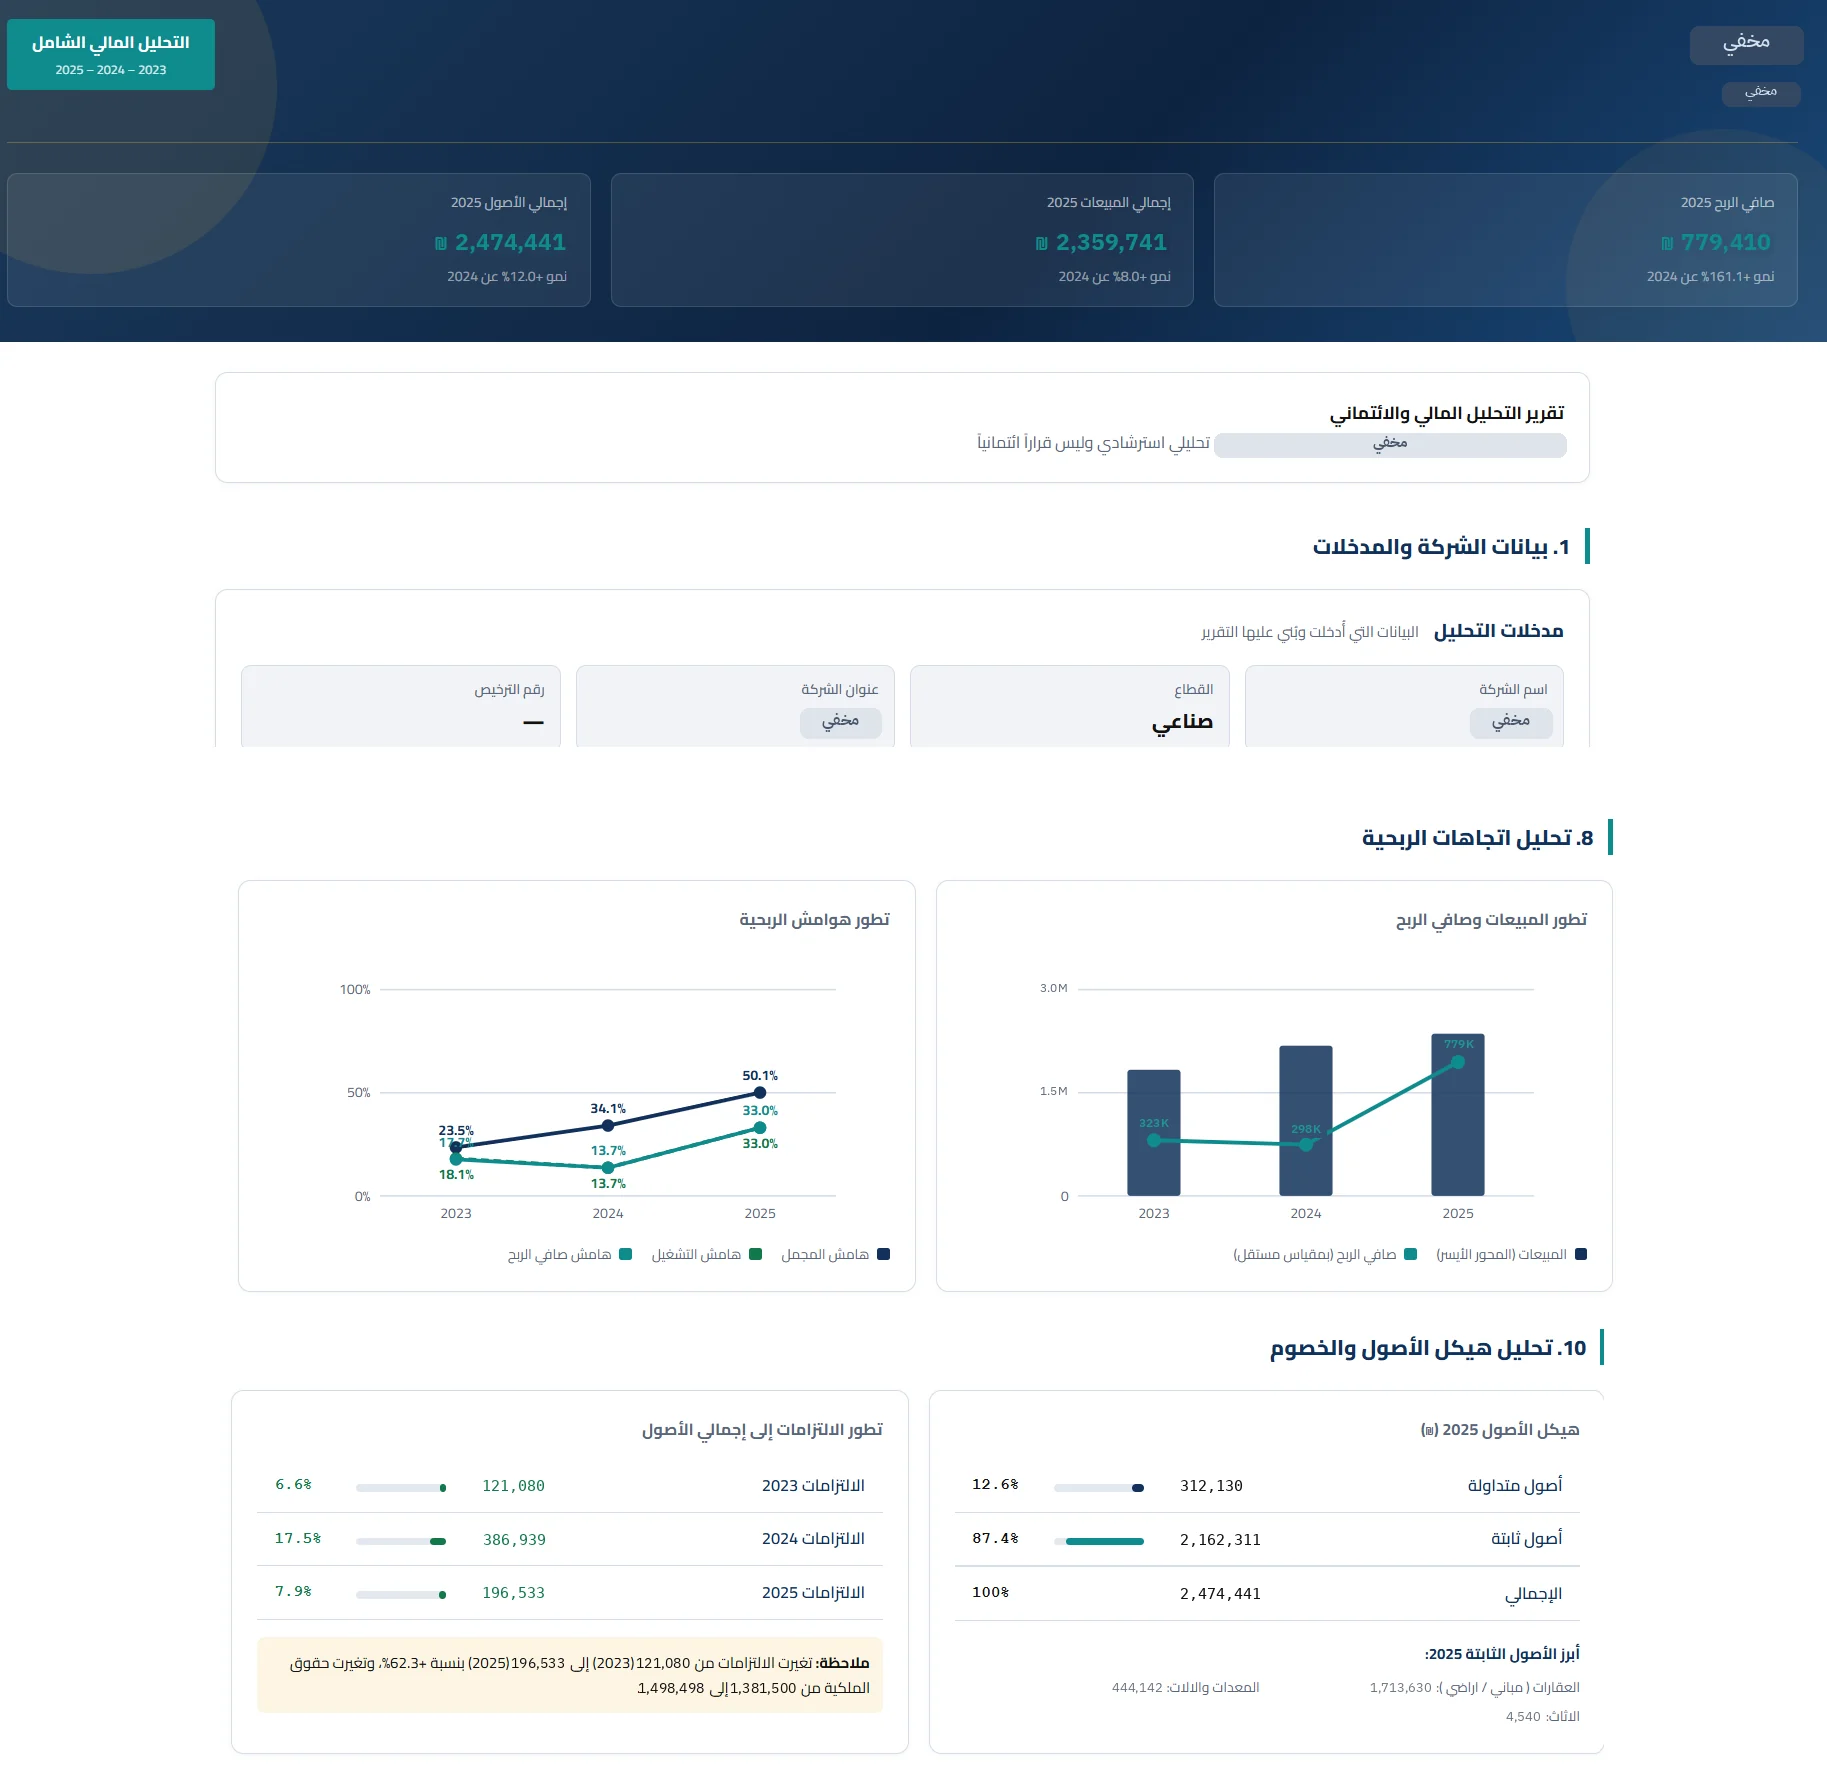 مخفي
مخفي
التحليل المالي الشامل
2023 – 2024 – 2025
صافي الربح 2025
779,410 ₪
نمو +161.1% عن 2024
إجمالي المبيعات 2025
2,359,741 ₪
نمو +8.0% عن 2024
إجمالي الأصول 2025
2,474,441 ₪
نمو +12.0% عن 2024
تقرير التحليل المالي والائتماني
مخفي تحليلي استرشادي وليس قراراً ائتمانياً
1. بيانات الشركة والمدخلات
مدخلات التحليل البيانات التي أُدخلت وبُني عليها التقرير
اسم الشركة
مخفي
القطاع
صناعي
عنوان الشركة
مخفي
رقم الترخيص
—
8. تحليل اتجاهات الربحية
تطور المبيعات وصافي الربح
3.0M
1.5M
0
323K
298K
779K
2023
2024
2025
المبيعات (المحور الأيسر)
صافي الربح (بمقياس مستقل)
تطور هوامش الربحية
100%
50%
0%
23.5%
17.7%
18.1%
34.1%
13.7%
13.7%
50.1%
33.0%
33.0%
2023
2024
2025
هامش المجمل
هامش التشغيل
هامش صافي الربح
10. تحليل هيكل الأصول والخصوم
هيكل الأصول 2025 (₪)
أصول متداولة 312,130 12.6%
أصول ثابتة 2,162,311 87.4%
الإجمالي 2,474,441 100%
أبرز الأصول الثابتة 2025:
العقارات ( مباني / اراضي ): 1,713,630
المعدات والالات: 444,142
الاثاث: 4,540
تطور الالتزامات إلى إجمالي الأصول
الالتزامات 2023 121,080 6.6%
الالتزامات 2024 386,939 17.5%
الالتزامات 2025 196,533 7.9%
ملاحظة: تغيرت الالتزامات من 121,080(2023) إلى 196,533(2025) بنسبة +62.3%، وتغيرت حقوق
الملكية من 1,381,500إلى 1,498,498.